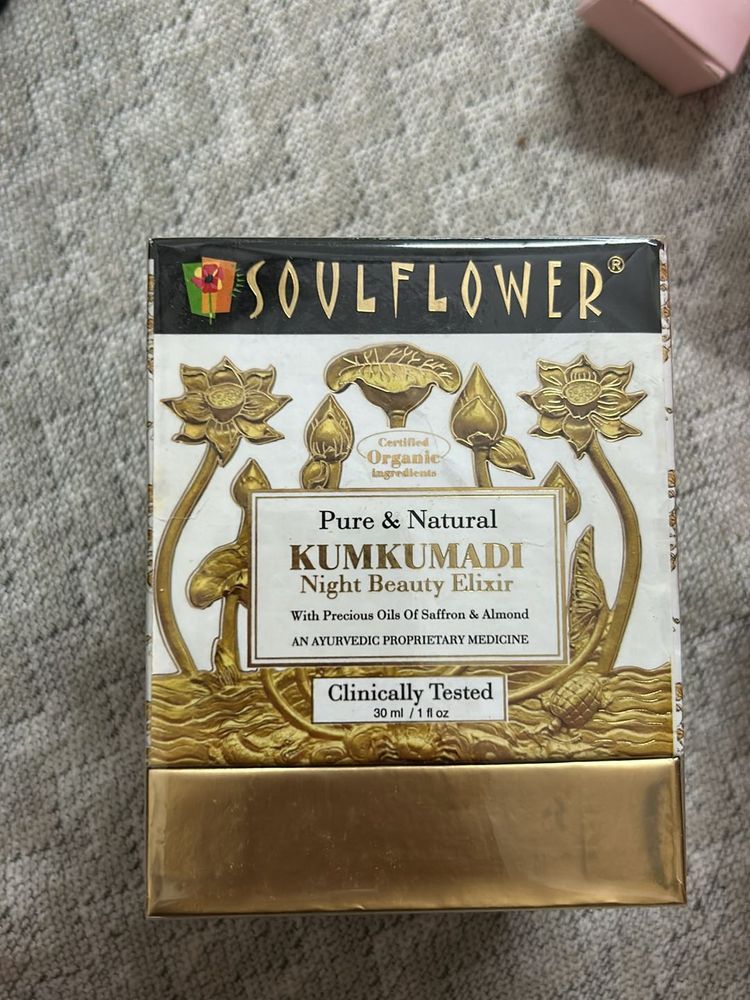 SOULFLOWER®
Certified
Organic
ingredients
Pure & Natural
KUMKUMADI
Night Beauty Elixir
With Precious Oils Of Saffron & Almond
AN AYURVEDIC PROPRIETARY MEDICINE
Clinically Tested
30 ml / 1 fl oz